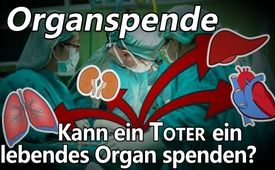 Organspende
Kann ein TOTER ein
lebendes Organ spenden?